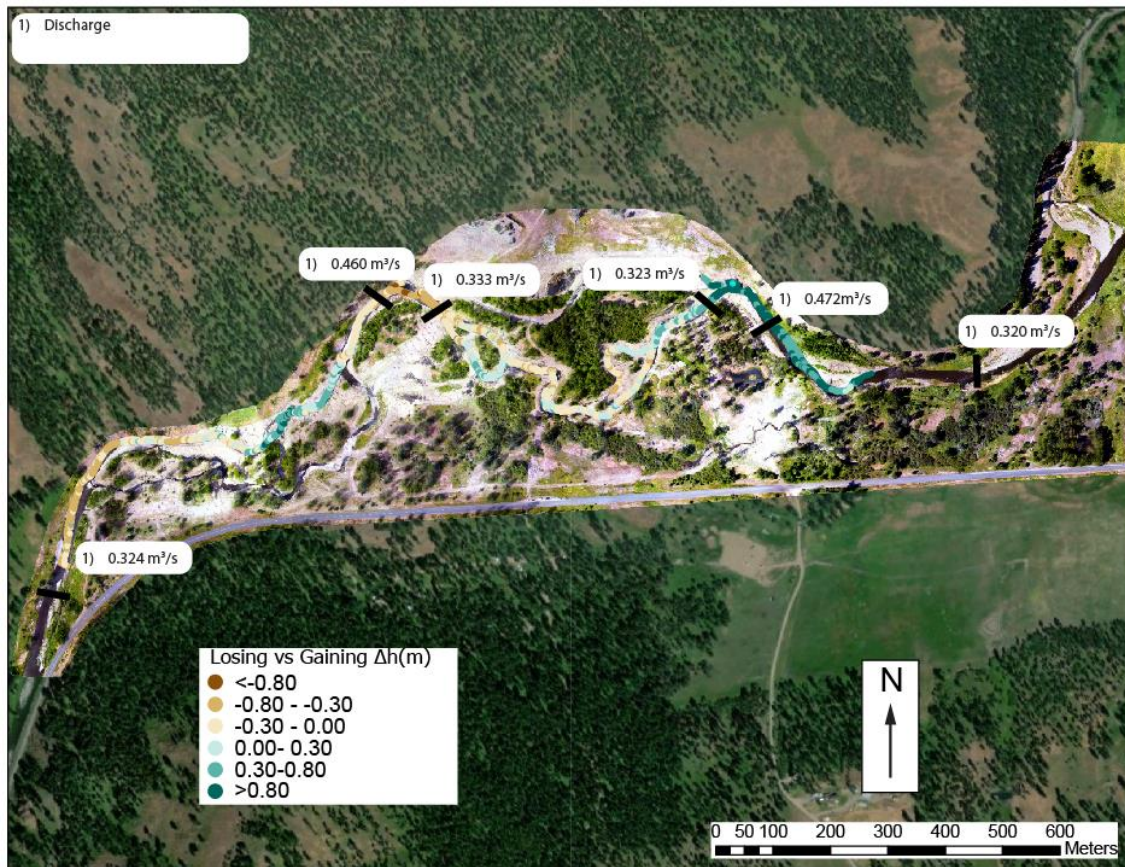 1) Discharge
1) 0.460 m³/s
1) 0.333 m³/s
1) 0.323 m³/s
1) 0.472m³/s
1) 0.320 m³/s
1) 0.324 m³/s
Losing vs Gaining Δh(m)
<-0.80
-0.80 - -0.30
-0.30 - 0.00
0.00- 0.30
0.30-0.80
>0.80
N
0 50 100 200 300 400 500 600
Meters